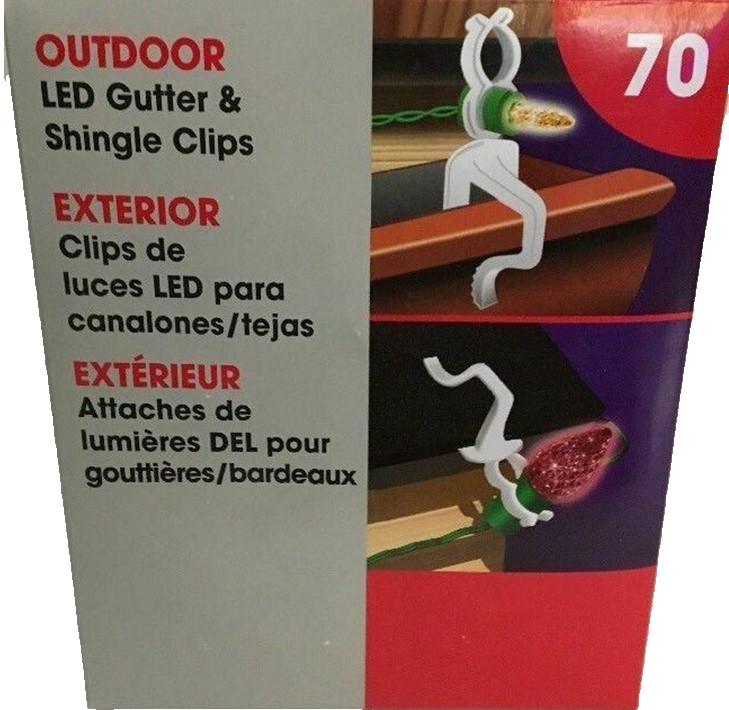 OUTDOOR
LED Gutter &
Shingle Clips
EXTERIOR
Clips de
luces LED para
canalones/tejas
EXTÉRIEUR
Attaches de
lumières DEL pour
gouttières/bardeaux
70